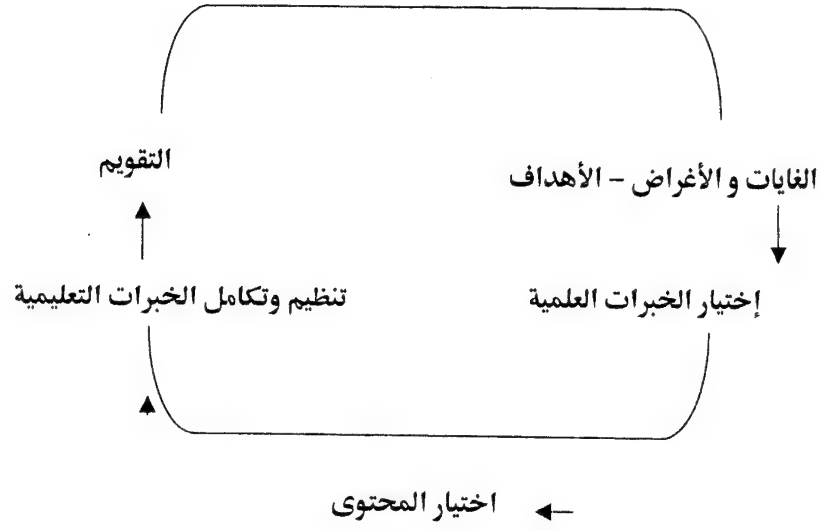 التقويم
الغايات و الأغراض - الأهداف
إختيار الخبرات العلمية
تنظيم وتكامل الخبرات التعليمية
اختيار المحتوى